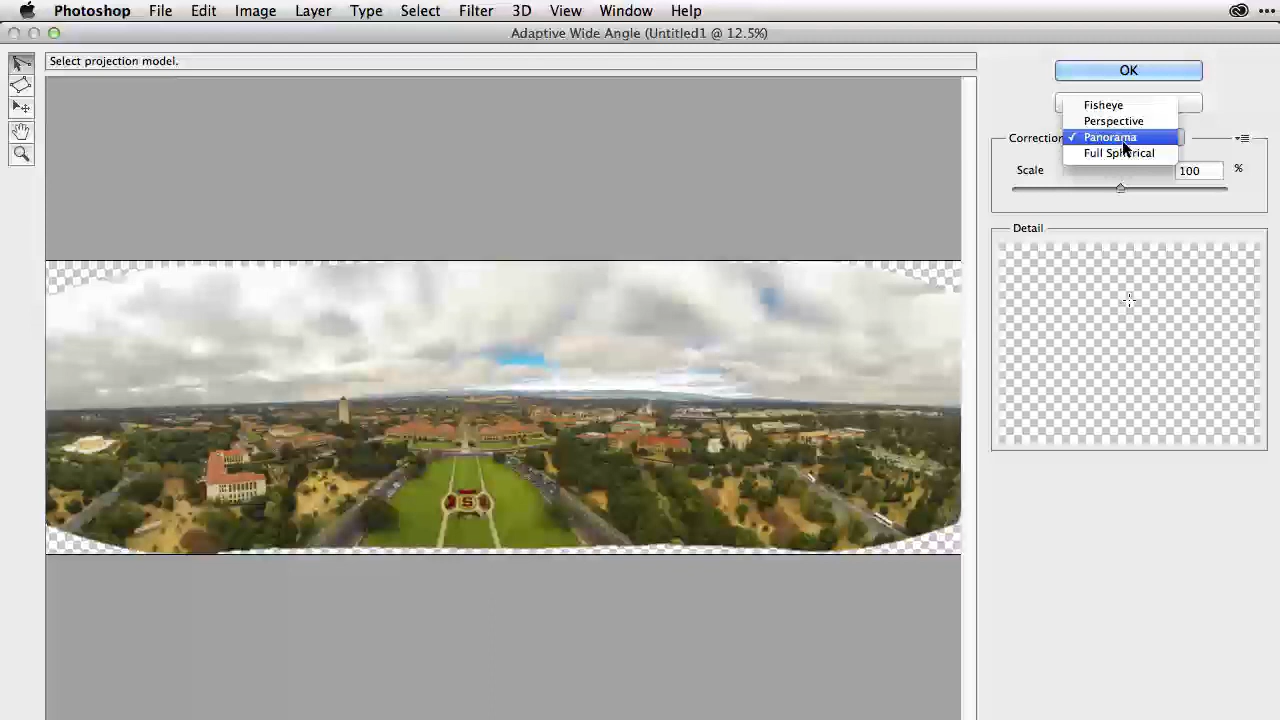 Photoshop File Edit Image Layer Type Select Filter 3D View Window Help
Adaptive Wide Angle (Untitled1 @ 12.5%)
Select projection model.
OK
Fisheye
Perspective
Correction ✓ Panorama
Full Spherical
Scale 100 %
Detail
S